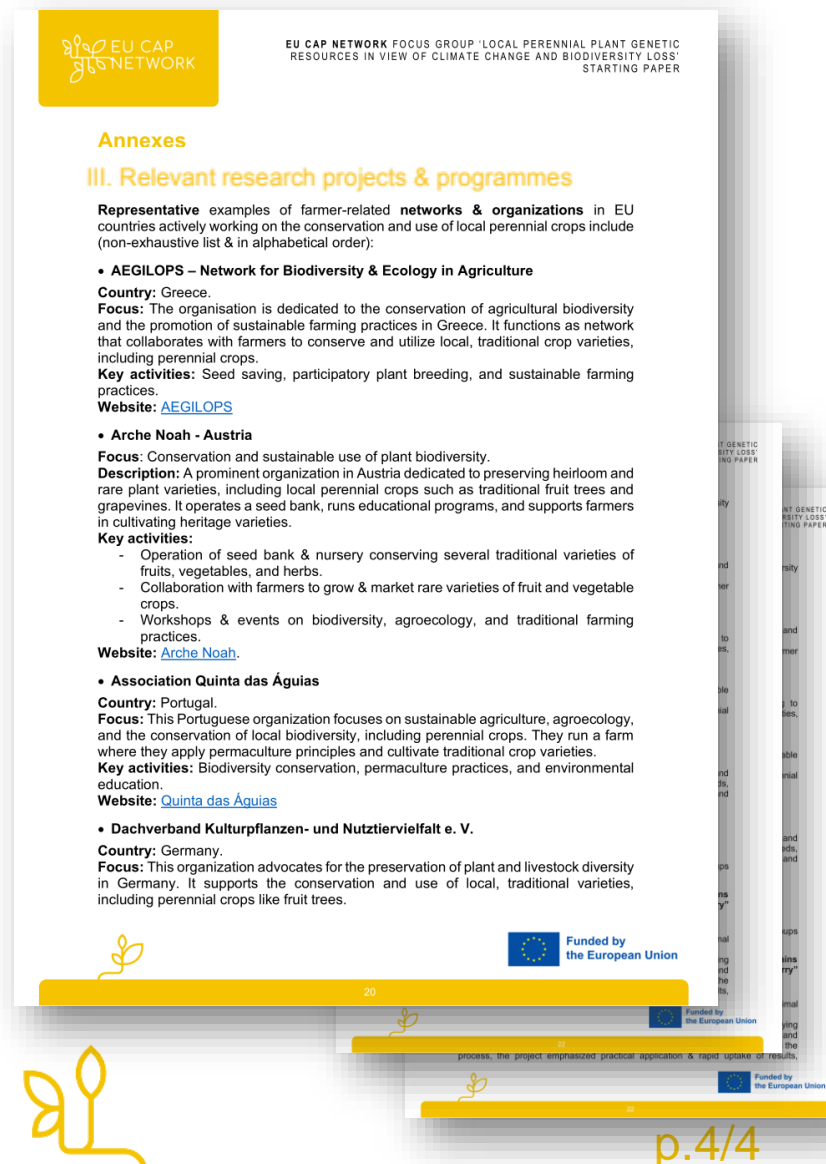 EU CAP
NETWORK
EU CAP NETWORK FOCUS GROUP ‘LOCAL PERENNIAL PLANT GENETIC
RESOURCES IN VIEW OF CLIMATE CHANGE AND BIODIVERSITY LOSS’
STARTING PAPER
Annexes
III. Relevant research projects & programmes
Representative examples of farmer-related networks & organizations in EU
countries actively working on the conservation and use of local perennial crops include
(non-exhaustive list & in alphabetical order):
• AEGILOPS – Network for Biodiversity & Ecology in Agriculture
Country: Greece.
Focus: The organisation is dedicated to the conservation of agricultural biodiversity
and the promotion of sustainable farming practices in Greece. It functions as network
that collaborates with farmers to conserve and utilize local, traditional crop varieties,
including perennial crops.
Key activities: Seed saving, participatory plant breeding, and sustainable farming
practices.
Website: AEGILOPS
• Arche Noah - Austria
Focus: Conservation and sustainable use of plant biodiversity.
Description: A prominent organization in Austria dedicated to preserving heirloom and
rare plant varieties, including local perennial crops such as traditional fruit trees and
grapevines. It operates a seed bank, runs educational programs, and supports farmers
in cultivating heritage varieties.
Key activities:
- Operation of seed bank & nursery conserving several traditional varieties of
fruits, vegetables, and herbs.
- Collaboration with farmers to grow & market rare varieties of fruit and vegetable
crops.
- Workshops & events on biodiversity, agroecology, and traditional farming
practices.
Website: Arche Noah.
• Association Quinta das Águias
Country: Portugal.
Focus: This Portuguese organization focuses on sustainable agriculture, agroecology,
and the conservation of local biodiversity, including perennial crops. They run a farm
where they apply permaculture principles and cultivate traditional crop varieties.
Key activities: Biodiversity conservation, permaculture practices, and environmental
education.
Website: Quinta das Águias
• Dachverband Kulturpflanzen- und Nutztiervielfalt e. V.
Country: Germany.
Focus: This organization advocates for the preservation of plant and livestock diversity
in Germany. It supports the conservation and use of local, traditional varieties,
including perennial crops like fruit trees.
Funded by
the European Union
20
Funded by
the European Union
22
process, the project emphasized practical application & rapid uptake of results,
Funded by
the European Union
p.4/4